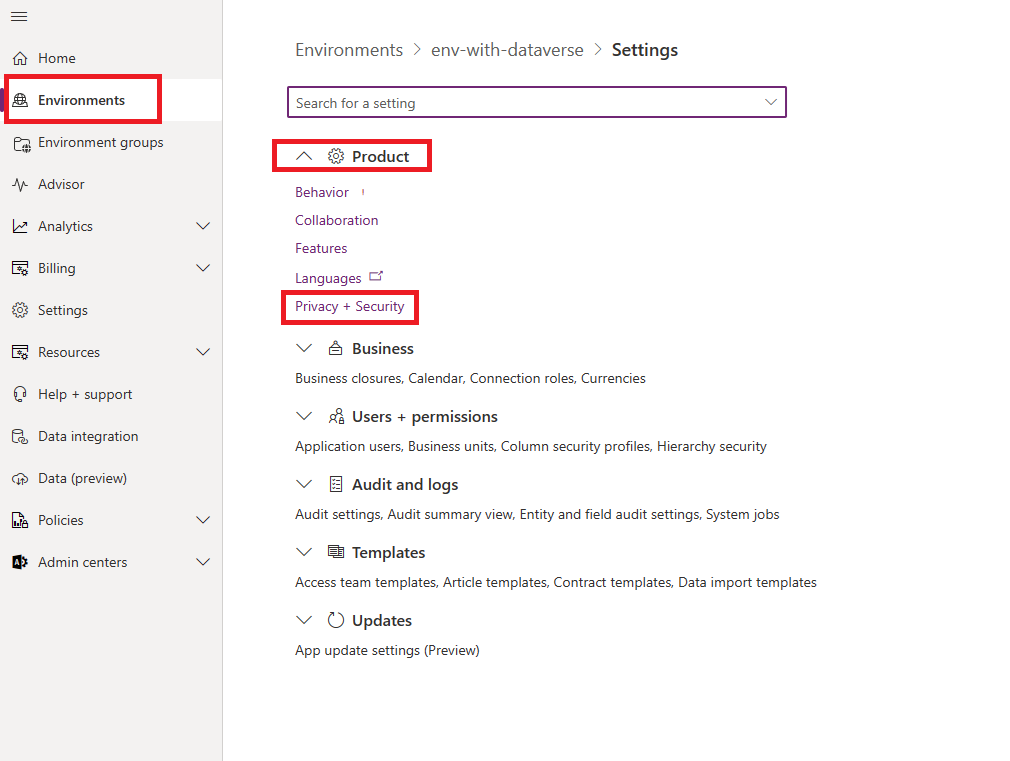 Home
Environments
Environment groups
Advisor
Analytics
Billing
Settings
Resources
Help + support
Data integration
Data (preview)
Policies
Admin centers
Environments > env-with-dataverse > Settings
Search for a setting
Product
Behavior
Collaboration
Features
Languages
Privacy + Security
Business
Business closures, Calendar, Connection roles, Currencies
Users + permissions
Application users, Business units, Column security profiles, Hierarchy security
Audit and logs
Audit settings, Audit summary view, Entity and field audit settings, System jobs
Templates
Access team templates, Article templates, Contract templates, Data import templates
Updates
App update settings (Preview)